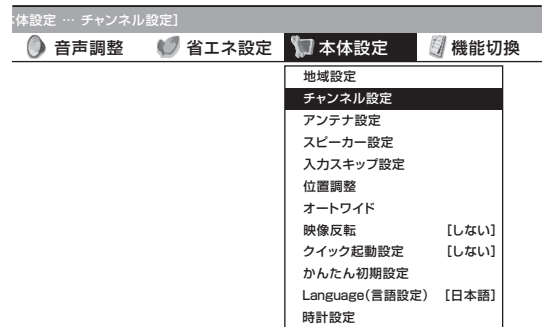 体設定 … チャンネル設定]
音声調整 省エネ設定 本体設定 機能切換
地域設定
チャンネル設定
アンテナ設定
スピーカー設定
入力スキップ設定
位置調整
オートワイド
映像反転 [しない]
クイック起動設定 [しない]
かんたん初期設定
Language(言語設定) [日本語]
時計設定